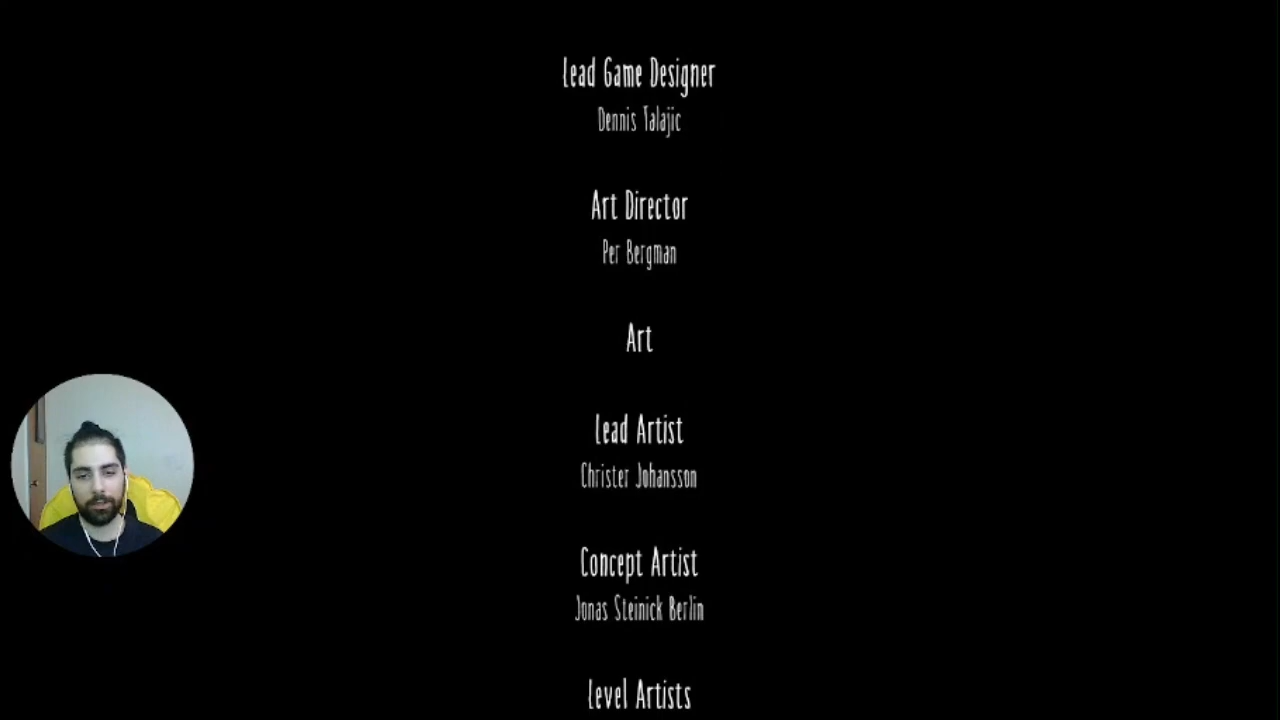 Lead Game Designer
Dennis Talajic
Art Director
Per Bergman
Art
Lead Artist
Christer Johansson
Concept Artist
Jonas Steinick Berlin
Level Artists